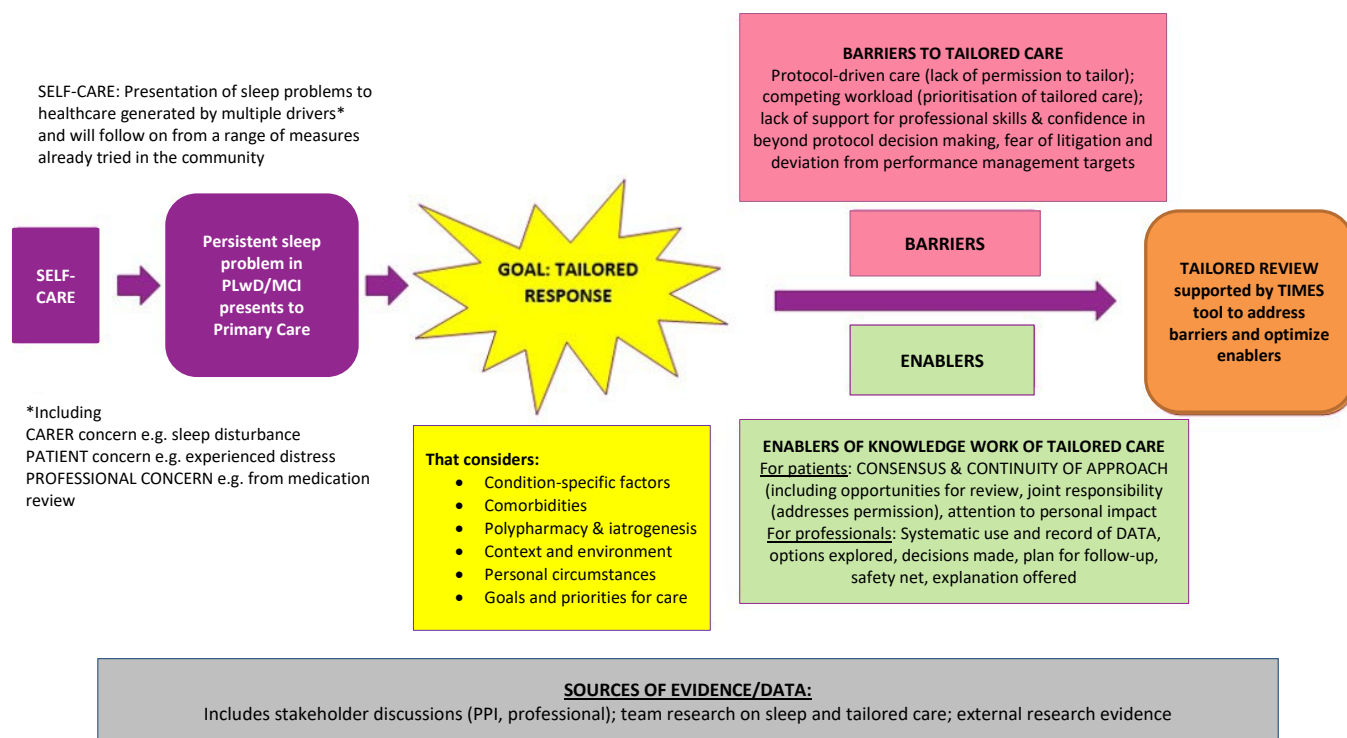 SELF-CARE: Presentation of sleep problems to
healthcare generated by multiple drivers*
and will follow on from a range of measures
already tried in the community
SELF-
CARE
Persistent sleep
problem in
PLwD/MCI
presents to
Primary Care
*Including
CARER concern e.g. sleep disturbance
PATIENT concern e.g. experienced distress
PROFESSIONAL CONCERN e.g. from medication
review
GOAL: TAILORED
RESPONSE
That considers:
• Condition-specific factors
• Comorbidities
• Polypharmacy & iatrogenesis
• Context and environment
• Personal circumstances
• Goals and priorities for care
BARRIERS TO TAILORED CARE
Protocol-driven care (lack of permission to tailor);
competing workload (prioritisation of tailored care);
lack of support for professional skills & confidence in
beyond protocol decision making, fear of litigation and
deviation from performance management targets
BARRIERS
ENABLERS
ENABLERS OF KNOWLEDGE WORK OF TAILORED CARE
For patients: CONSENSUS & CONTINUITY OF APPROACH
(including opportunities for review, joint responsibility
(addresses permission), attention to personal impact
For professionals: Systematic use and record of DATA,
options explored, decisions made, plan for follow-up,
safety net, explanation offered
TAILORED REVIEW
supported by TIMES
tool to address
barriers and optimize
enablers
SOURCES OF EVIDENCE/DATA:
Includes stakeholder discussions (PPI, professional); team research on sleep and tailored care; external research evidence